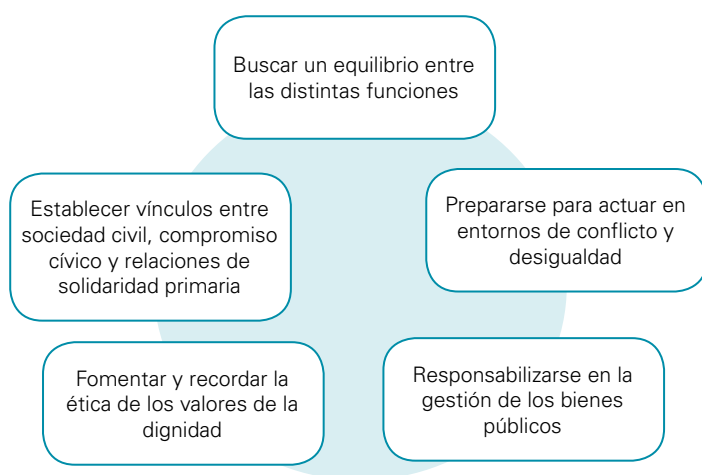 Buscar un equilibrio entre
las distintas funciones
Establecer vínculos entre
sociedad civil, compromiso
cívico y relaciones de
solidaridad primaria
Prepararse para actuar en
entornos de conflicto y
desigualdad
Fomentar y recordar la
ética de los valores de la
dignidad
Responsabilizarse en la
gestión de los bienes
públicos